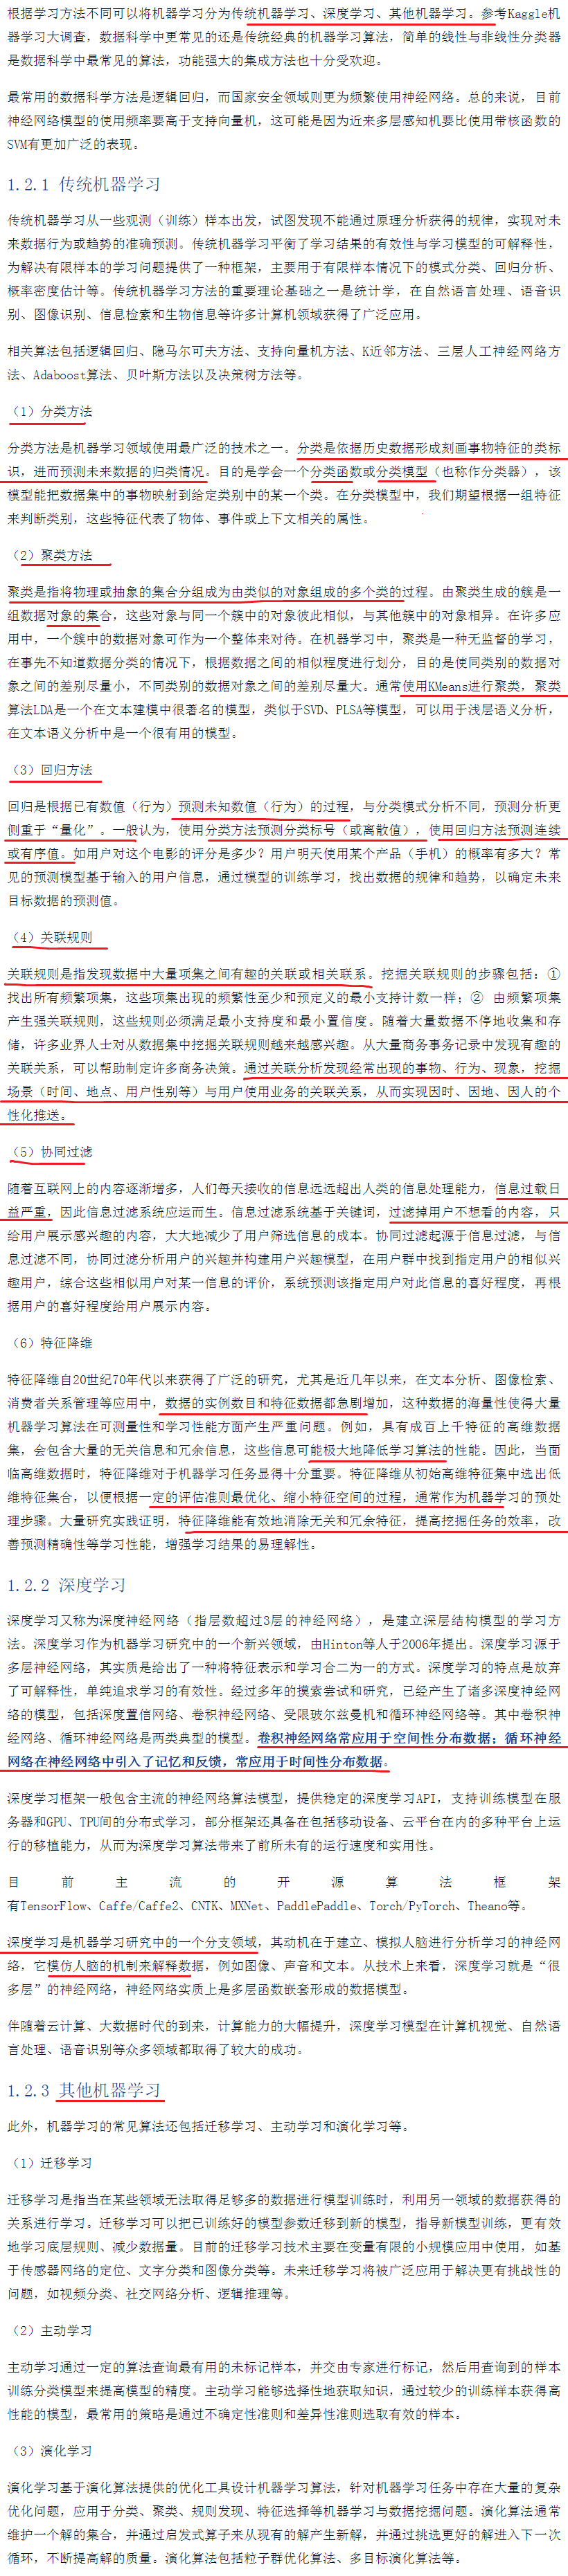 根据学习方法不同可以将机器学习分为传统机器学习、深度学习、其他机器学习。参考Kaggle机
器学习大调查，数据科学中更常见的还是传统经典的机器学习算法，简单的线性与非线性分类器
是数据科学中最常见的算法，功能强大的集成方法也十分受欢迎。
最常用的数据科学方法是逻辑回归，而国家安全领域则更为频繁使用神经网络。总的来说，目前
神经网络模型的使用频率要高于支持向量机，这可能是因为近来多层感知机要比使用带核函数的
SVM有更加广泛的表现。
1.2.1 传统机器学习
传统机器学习从一些观测（训练）样本出发，试图发现不能通过原理分析获得的规律，实现对未
来数据行为或趋势的准确预测。传统机器学习平衡了学习结果的有效性与学习模型的可解释性，
为解决有限样本的学习问题提供了一种框架，主要用于有限样本情况下的模式分类、回归分析、
概率密度估计等。传统机器学习方法的重要理论基础之一是统计学，在自然语言处理、语音识
别、图像识别、信息检索和生物信息等许多计算机领域获得了广泛应用。
相关算法包括逻辑回归、隐马尔可夫方法、支持向量机方法、K近邻方法、三层人工神经网络方
法、Adaboost算法、贝叶斯方法以及决策树方法等。
（1）分类方法
分类方法是机器学习领域使用最广泛的技术之一。分类是依据历史数据形成刻画事物特征的类标
识，进而预测未来数据的归类情况。目的是学会一个分类函数或分类模型（也称作分类器），该
模型能把数据集中的事物映射到给定类别中的某一个类。在分类模型中，我们期望根据一组特征
来判断类别，这些特征代表了物体、事件或上下文相关的属性。
（2）聚类方法
聚类是指将物理或抽象的集合分组成为由类似的对象组成的多个类的过程。由聚类生成的簇是一
组数据对象的集合，这些对象与同一个簇中的对象彼此相似，与其他簇中的对象相异。在许多应
用中，一个簇中的数据对象可作为一个整体来对待。在机器学习中，聚类是一种无监督的学习，
在事先不知道数据分类的情况下，根据数据之间的相似程度进行划分，目的是使同类别的数据对
象之间的差别尽量小，不同类别的数据对象之间的差别尽量大。通常使用KMeans进行聚类，聚类
算法LDA是一个在文本建模中很著名的模型，类似于SVD、PLSA等模型，可以用于浅层语义分析，
在文本语义分析中是一个很有用的模型。
（3）回归方法
回归是根据已有数值（行为）预测未知数值（行为）的过程，与分类模式分析不同，预测分析更
侧重于“量化”。一般认为，使用分类方法预测分类标号（或离散值），使用回归方法预测连续
或有序值。如用户对这个电影的评分是多少？用户明天使用某个产品（手机）的概率有多大？常
见的预测模型基于输入的用户信息，通过模型的训练学习，找出数据的规律和趋势，以确定未来
目标数据的预测值。
（4）关联规则
关联规则是指发现数据中大量项集之间有趣的关联或相关联系。挖掘关联规则的步骤包括：①
找出所有频繁项集，这些项集出现的频繁性至少和预定义的最小支持计数一样；② 由频繁项集
产生强关联规则，这些规则必须满足最小支持度和最小置信度。随着大量数据不停地收集和存
储，许多业界人士对从数据集中挖掘关联规则越来越感兴趣。从大量商务事务记录中发现有趣的
关联关系，可以帮助制定许多商务决策。通过关联分析发现经常出现的事物、行为、现象，挖掘
场景（时间、地点、用户性别等）与用户使用业务的关联关系，从而实现因时、因地、因人的个
性化推送。
（5）协同过滤
随着互联网上的内容逐渐增多，人们每天接收的信息远远超出人类的信息处理能力，信息过载日
益严重，因此信息过滤系统应运而生。信息过滤系统基于关键词，过滤掉用户不想看的内容，只
给用户展示感兴趣的内容，大大地减少了用户筛选信息的成本。协同过滤起源于信息过滤，与信
息过滤不同，协同过滤分析用户的兴趣并构建用户兴趣模型，在用户群中找到指定用户的相似兴
趣用户，综合这些相似用户对某一信息的评价，系统预测该指定用户对此信息的喜好程度，再根
据用户的喜好程度给用户展示内容。
（6）特征降维
特征降维自20世纪70年代以来获得了广泛的研究，尤其是近几年以来，在文本分析、图像检索、
消费者关系管理等应用中，数据的实例数目和特征数据都急剧增加，这种数据的海量性使得大量
机器学习算法在可测量性和学习性能方面产生严重问题。例如，具有成百上千特征的高维数据
集，会包含大量的无关信息和冗余信息，这些信息可能极大地降低学习算法的性能。因此，当面
临高维数据时，特征降维对于机器学习任务显得十分重要。特征降维从初始高维特征集中选出低
维特征集合，以便根据一定的评估准则最优化、缩小特征空间的过程，通常作为机器学习的预处
理步骤。大量研究实践证明，特征降维能有效地消除无关和冗余特征，提高挖掘任务的效率，改
善预测精确性等学习性能，增强学习结果的易理解性。
1.2.2 深度学习
深度学习又称为深度神经网络（指层数超过3层的神经网络），是建立深层结构模型的学习方
法。深度学习作为机器学习研究中的一个新兴领域，由Hinton等人于2006年提出。深度学习源于
多层神经网络，其实质是给出了一种将特征表示和学习合二为一的方式。深度学习的特点是放弃
了可解释性，单纯追求学习的有效性。经过多年的摸索尝试和研究，已经产生了诸多深度神经网
络的模型，包括深度置信网络、卷积神经网络、受限玻尔兹曼机和循环神经网络等。其中卷积神
经网络、循环神经网络是两类典型的模型。卷积神经网络常应用于空间性分布数据；循环神经
网络在神经网络中引入了记忆和反馈，常应用于时间性分布数据。
深度学习框架一般包含主流的神经网络算法模型，提供稳定的深度学习API，支持训练模型在服
务器和GPU、TPU间的分布式学习，部分框架还具备在包括移动设备、云平台在内的多种平台上运
行的移植能力，从而为深度学习算法带来了前所未有的运行速度和实用性。
目前主流的开源算法框架
有TensorFlow、Caffe/Caffe2、CNTK、MXNet、PaddlePaddle、Torch/PyTorch、Theano等。
深度学习是机器学习研究中的一个分支领域，其动机在于建立、模拟人脑进行分析学习的神经网
络，它模仿人脑的机制来解释数据，例如图像、声音和文本。从技术上来看，深度学习就是“很
多层”的神经网络，神经网络实质上是多层函数嵌套形成的数据模型。
伴随着云计算、大数据时代的到来，计算能力的大幅提升，深度学习模型在计算机视觉、自然语
言处理、语音识别等众多领域都取得了较大的成功。
1.2.3 其他机器学习
此外，机器学习的常见算法还包括迁移学习、主动学习和演化学习等。
（1）迁移学习
迁移学习是指当在某些领域无法取得足够多的数据进行模型训练时，利用另一领域的数据获得的
关系进行学习。迁移学习可以把已训练好的模型参数迁移到新的模型，指导新模型训练，更有效
地学习底层规则、减少数据量。目前的迁移学习技术主要在变量有限的小规模应用中使用，如基
于传感器网络的定位、文字分类和图像分类等。未来迁移学习将被广泛应用于解决更有挑战性的
问题，如视频分类、社交网络分析、逻辑推理等。
（2）主动学习
主动学习通过一定的算法查询最有用的未标记样本，并交由专家进行标记，然后用查询到的样本
训练分类模型来提高模型的精度。主动学习能够选择性地获取知识，通过较少的训练样本获得高
性能的模型，最常用的策略是通过不确定性准则和差异性准则选取有效的样本。
（3）演化学习
演化学习基于演化算法提供的优化工具设计机器学习算法，针对机器学习任务中存在大量的复杂
优化问题，应用于分类、聚类、规则发现、特征选择等机器学习与数据挖掘问题。演化算法通常
维护一个解的集合，并通过启发式算子来从现有的解产生新解，并通过挑选更好的解进入下一次
循环，不断提高解的质量。演化算法包括粒子群优化算法、多目标演化算法等。